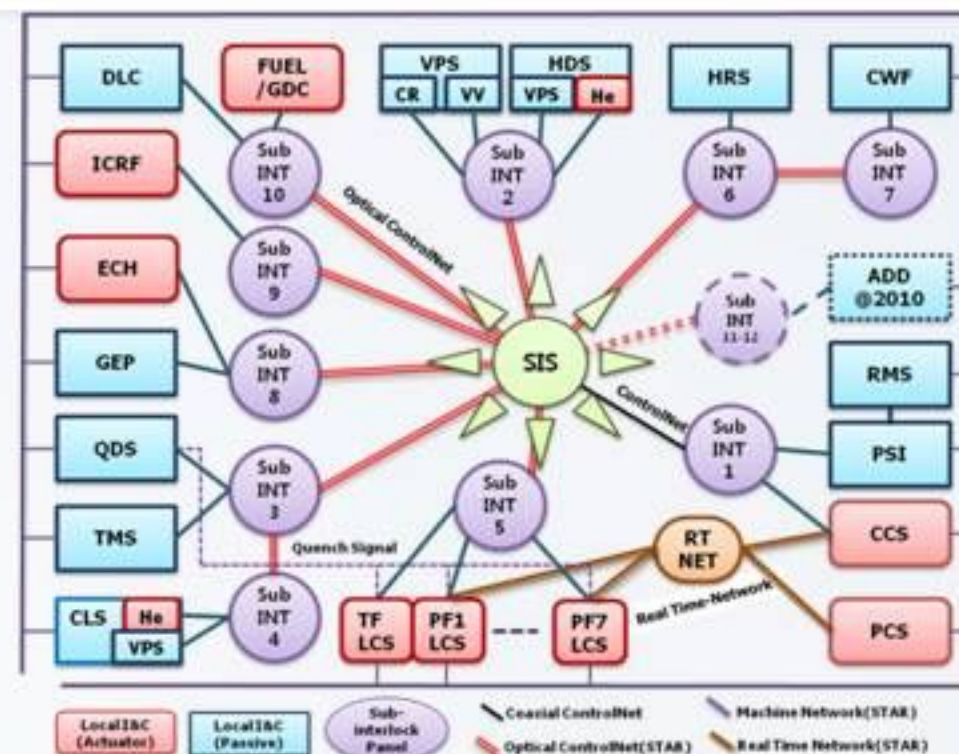 DLC
FUEL
/GDC
VPS
CR
VV
HDS
VPS
He
HRS
CWF
ICRF
Sub
INT
10
Sub
INT
2
Sub
INT
6
Sub
INT
7
Optical ControlNet
ECH
Sub
INT
9
ADD
@2010
Sub
INT
11-12
GEP
Sub
INT
8
SIS
RMS
ControlNet
QDS
Sub
INT
3
Sub
INT
1
PSI
Sub
INT
5
TMS
Quench Signal
RT
NET
CCS
Real Time-Network
CLS
He
VPS
Sub
INT
4
TF
LCS
PF1
LCS
PF7
LCS
PCS
Local I&C
(Actuator)
Local I&C
(Passive)
Sub-
interlock
Panel
Coaxial ControlNet
Optical ControlNet(STAR)
Machine Network(STAR)
Real Time Network(STAR)